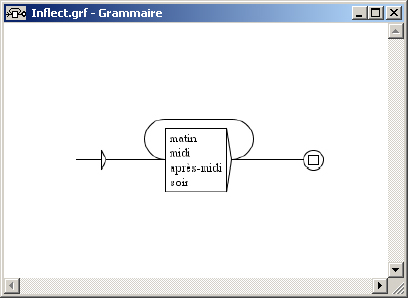 Inflect.grf - Grammaire
matin
midi
après-midi
soir